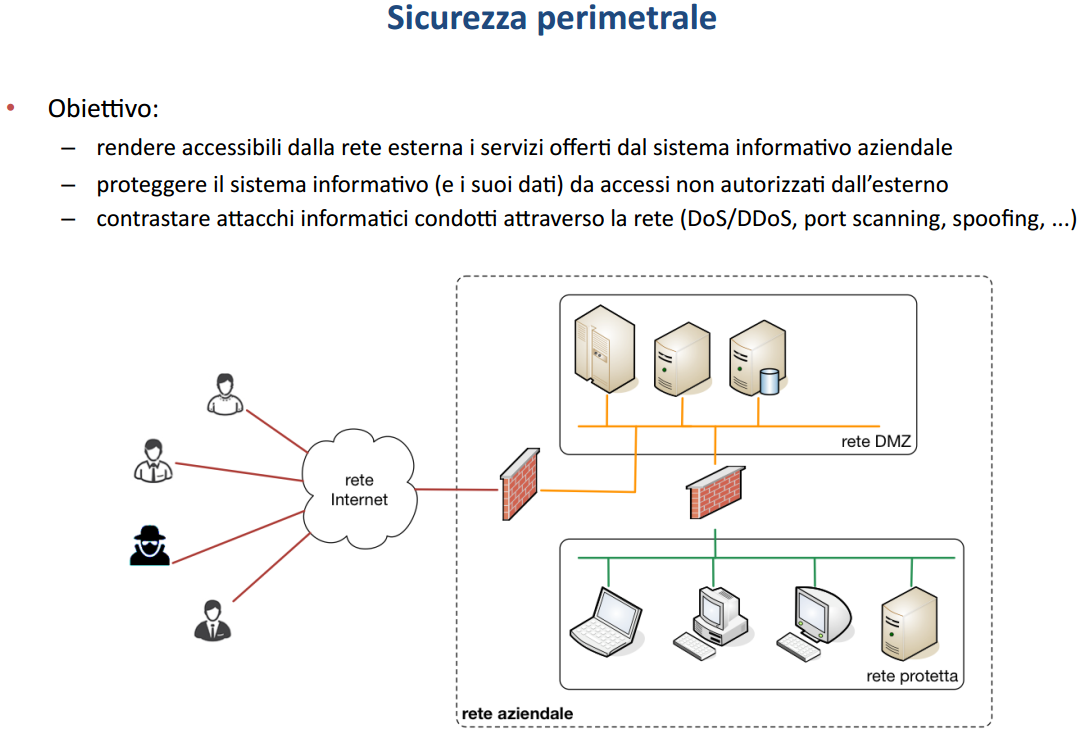 Sicurezza perimetrale
• Obiettivo:
– rendere accessibili dalla rete esterna i servizi offerti dal sistema informativo aziendale
– proteggere il sistema informativo (e i suoi dati) da accessi non autorizzati dall’esterno
– contrastare attacchi informatici condotti attraverso la rete (DoS/DDoS, port scanning, spoofing, ...)
rete DMZ
rete
Internet
rete protetta
rete aziendale